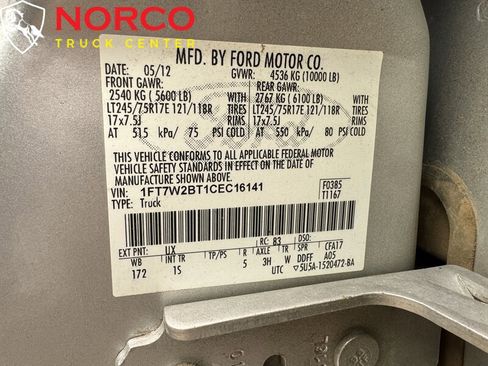 NORCO
TRUCK CENTER
MFD. BY FORD MOTOR CO.
DATE: 05/12 GVWR: 4536 KG (10000 LB)
FRONT GAWR: REAR GAWR:
2540 KG (5600 LB) 2767 KG (6100 LB)
LT245/75R17E 121/118R TIRES LT245/75R17E 121/118R TIRES
17x7.5J RIMS 17x7.5J RIMS
AT 515 kPa/ 75 PSI COLD AT 550 kPa/ 80 PSI COLD
THIS VEHICLE CONFORMS TO ALL APPLICABLE FEDERAL MOTOR
VEHICLE SAFETY STANDARDS IN EFFECT ON THE DATE OF
MANUFACTURE SHOWN ABOVE.
VIN: 1FT7W2BT1CEC16141
TYPE: Truck
F0385
T1167
EXT PNT: UX RC: 83
WB INT TR TP/PS R AXLE TR SPR CFA17
172 1S 5 3H W DDFF A05
UTC ▽5U5A-1520472-BA